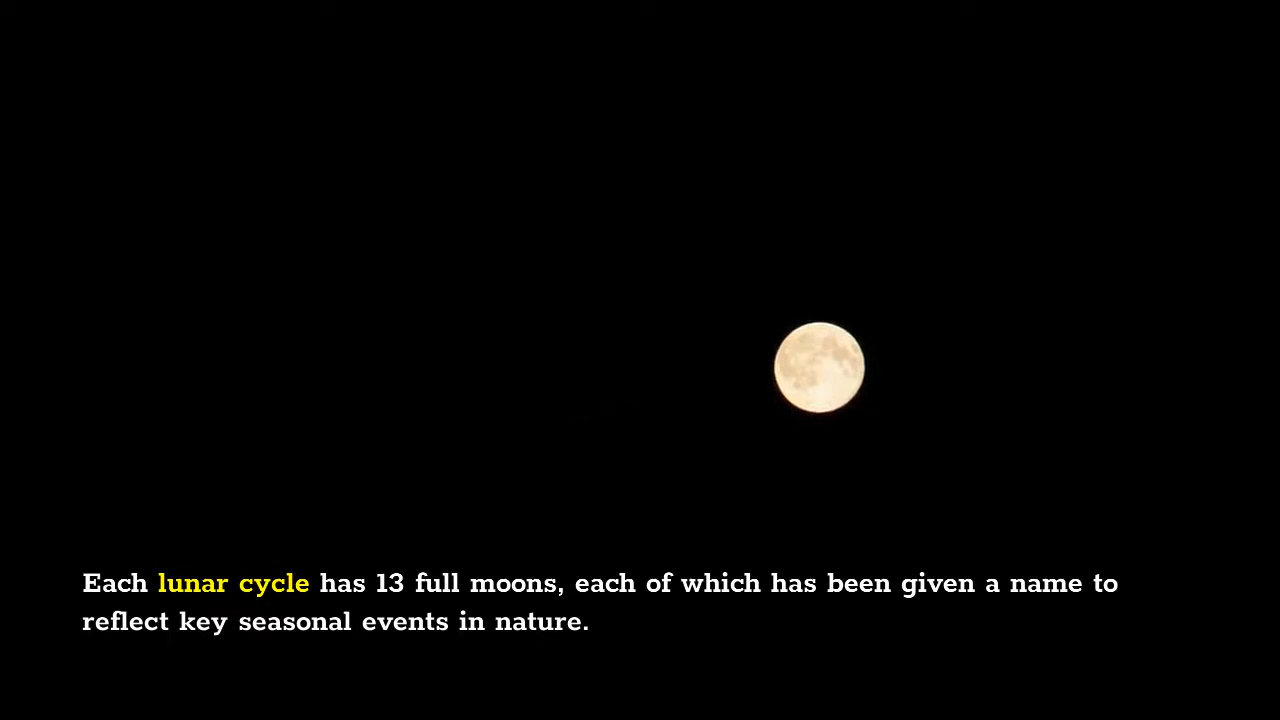 Each lunar cycle has 13 full moons, each of which has been given a name to
reflect key seasonal events in nature.